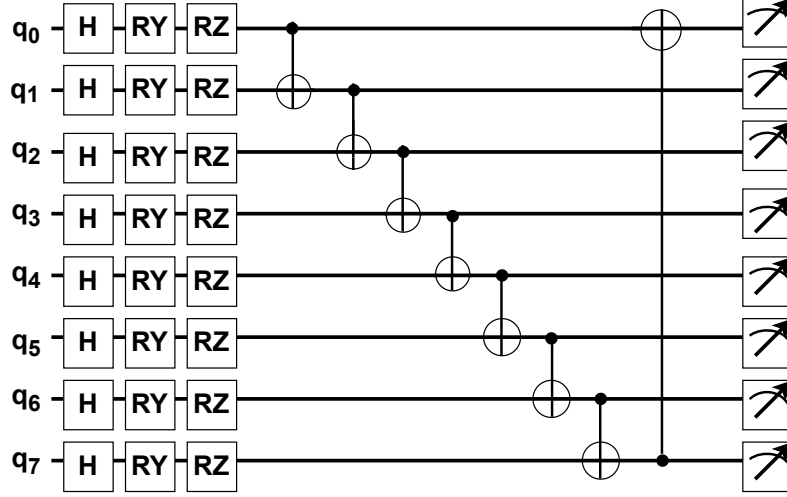 q0 H RY RZ
q1 H RY RZ
q2 H RY RZ
q3 H RY RZ
q4 H RY RZ
q5 H RY RZ
q6 H RY RZ
q7 H RY RZ